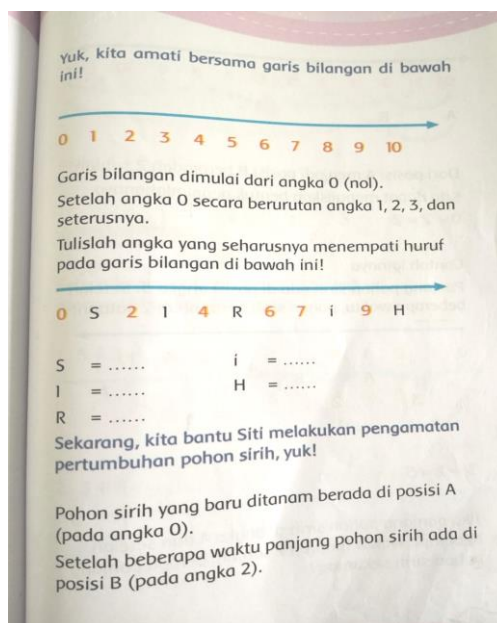 Yuk, kita amati bersama garis bilangan di bawah
ini!
0 1 2 3 4 5 6 7 8 9 10
Garis bilangan dimulai dari angka 0 (nol).
Setelah angka 0 secara berurutan angka 1, 2, 3, dan
seterusnya.
Tulislah angka yang seharusnya menempati huruf
pada garis bilangan di bawah ini!
0 S 2 1 4 R 6 7 i 9 H
S = ...... i = ......
I = ...... H = ......
R = ......
Sekarang, kita bantu Siti melakukan pengamatan
pertumbuhan pohon sirih, yuk!
Pohon sirih yang baru ditanam berada di posisi A
(pada angka 0).
Setelah beberapa waktu panjang pohon sirih ada di
posisi B (pada angka 2).